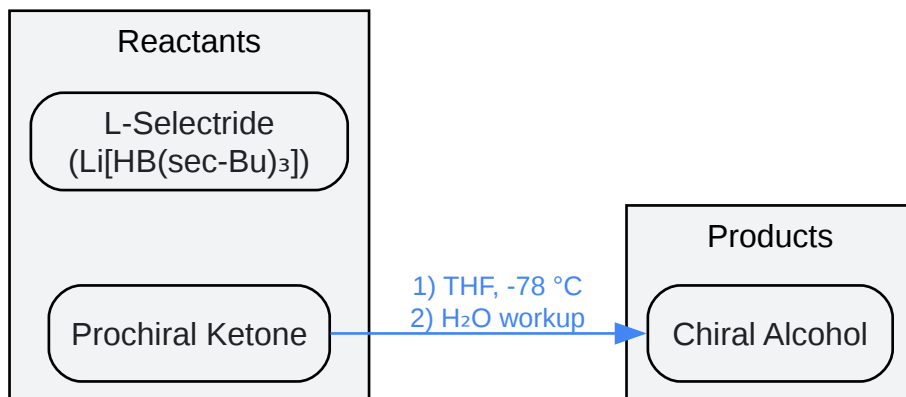 Reactants
L-Selectride
(Li[HB(sec-Bu)₃])
Prochiral Ketone
1) THF, -78 °C
2) H₂O workup
Products
Chiral Alcohol